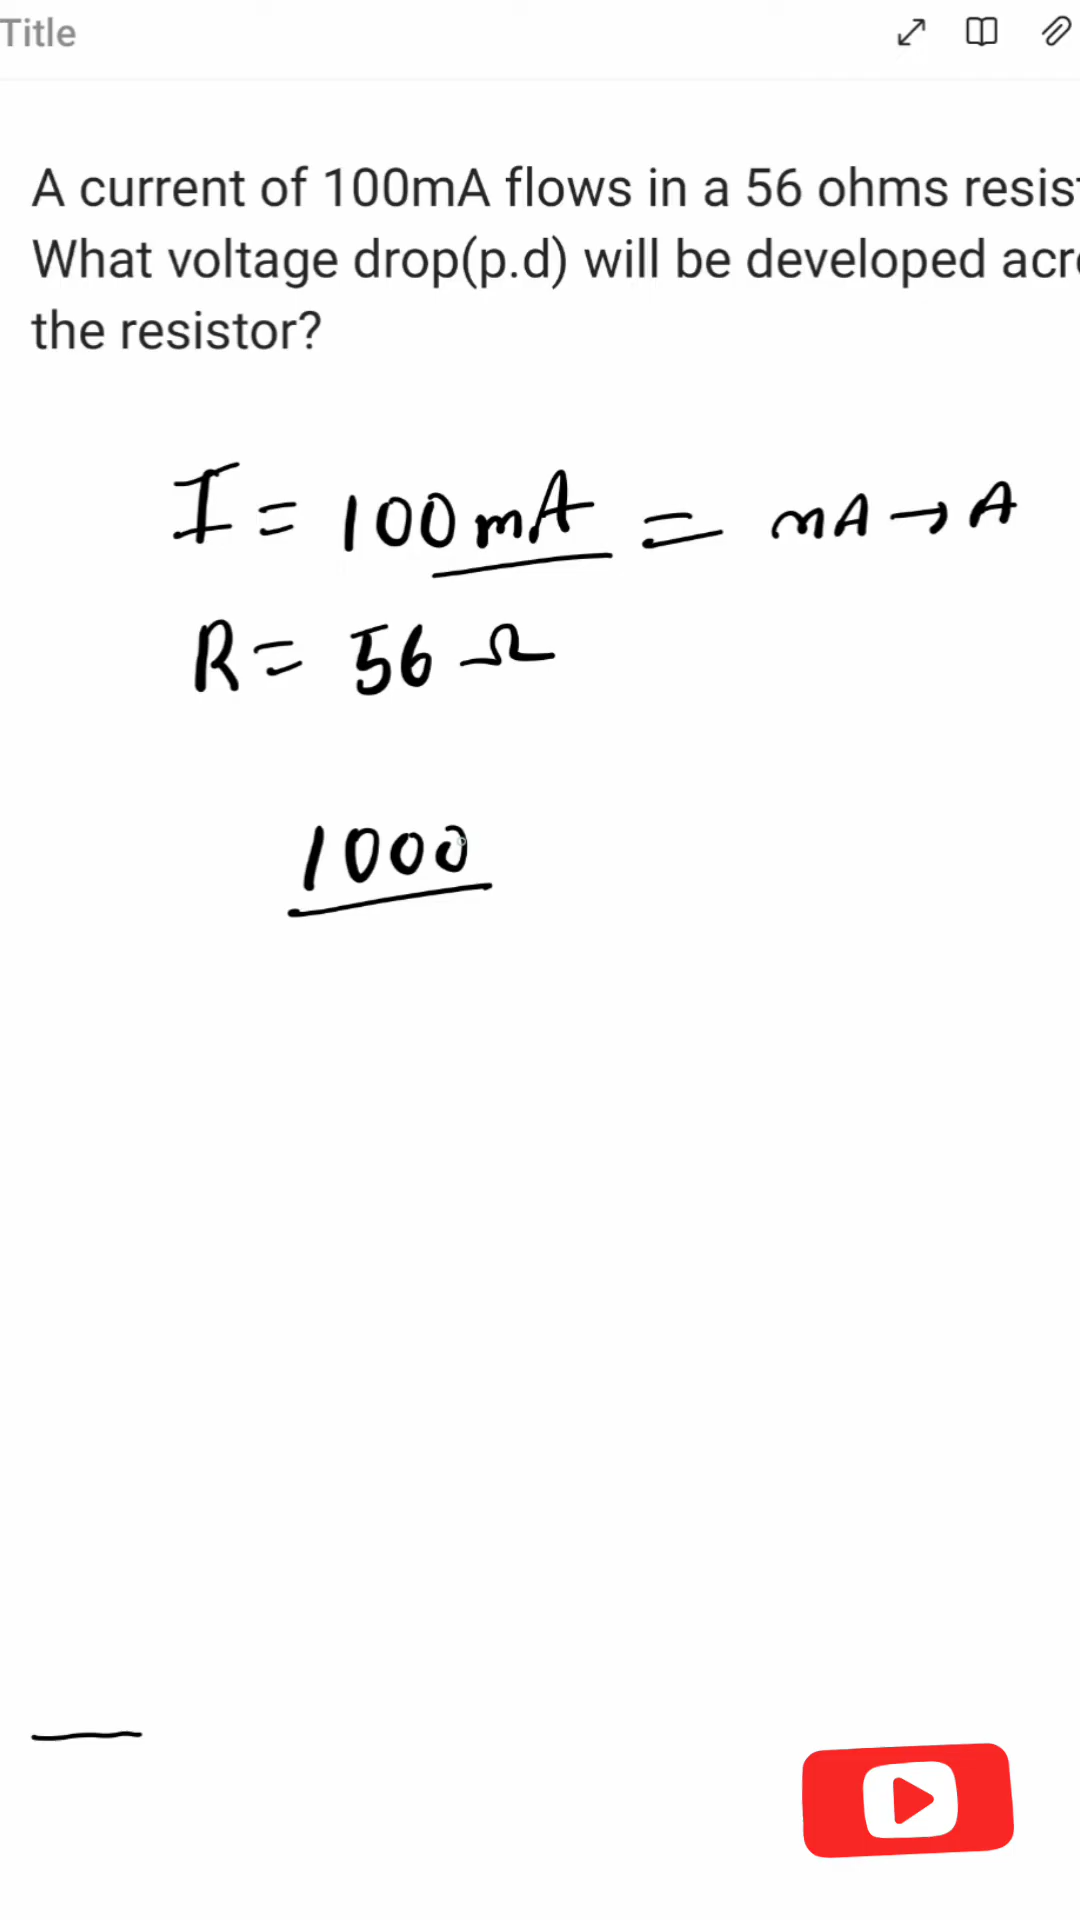 Title
A current of 100mA flows in a 56 ohms resis
What voltage drop(p.d) will be developed acr
the resistor?
I = 100mA = mA → A
R = 56 Ω
1000